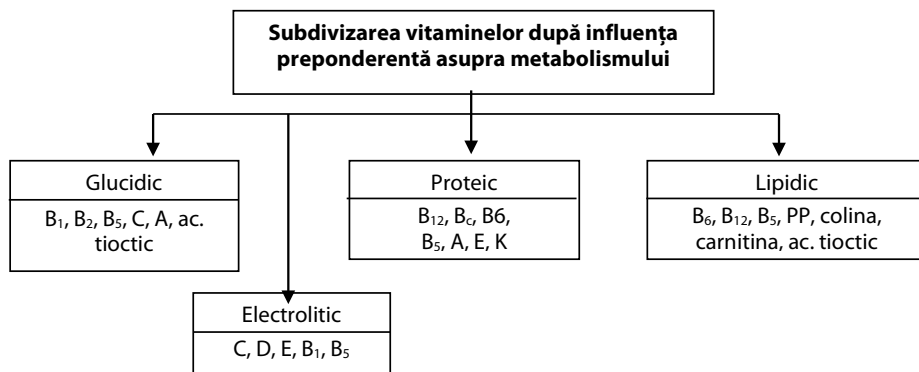 Subdivizarea vitaminelor după influența
preponderentă asupra metabolismului
Glucidic
B₁, B₂, B₅, C, A, ac.
tioctic
Proteic
B₁₂, B꜀, B6,
B₅, A, E, K
Lipidic
B₆, B₁₂, B₅, PP, colina,
carnitina, ac. tioctic
Electrolitic
C, D, E, B₁, B₅